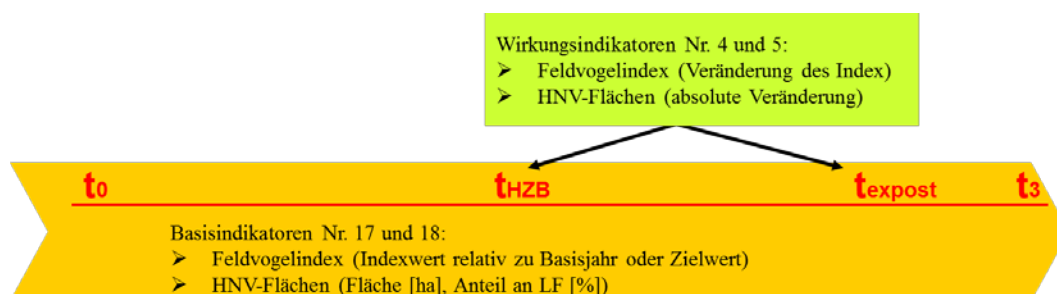 Wirkungsindikatoren Nr. 4 und 5:
➢ Feldvogelindex (Veränderung des Index)
➢ HNV-Flächen (absolute Veränderung)
t0 tHZB texpost t3
Basisindikatoren Nr. 17 und 18:
➢ Feldvogelindex (Indexwert relativ zu Basisjahr oder Zielwert)
➢ HNV-Flächen (Fläche [ha], Anteil an LF [%])